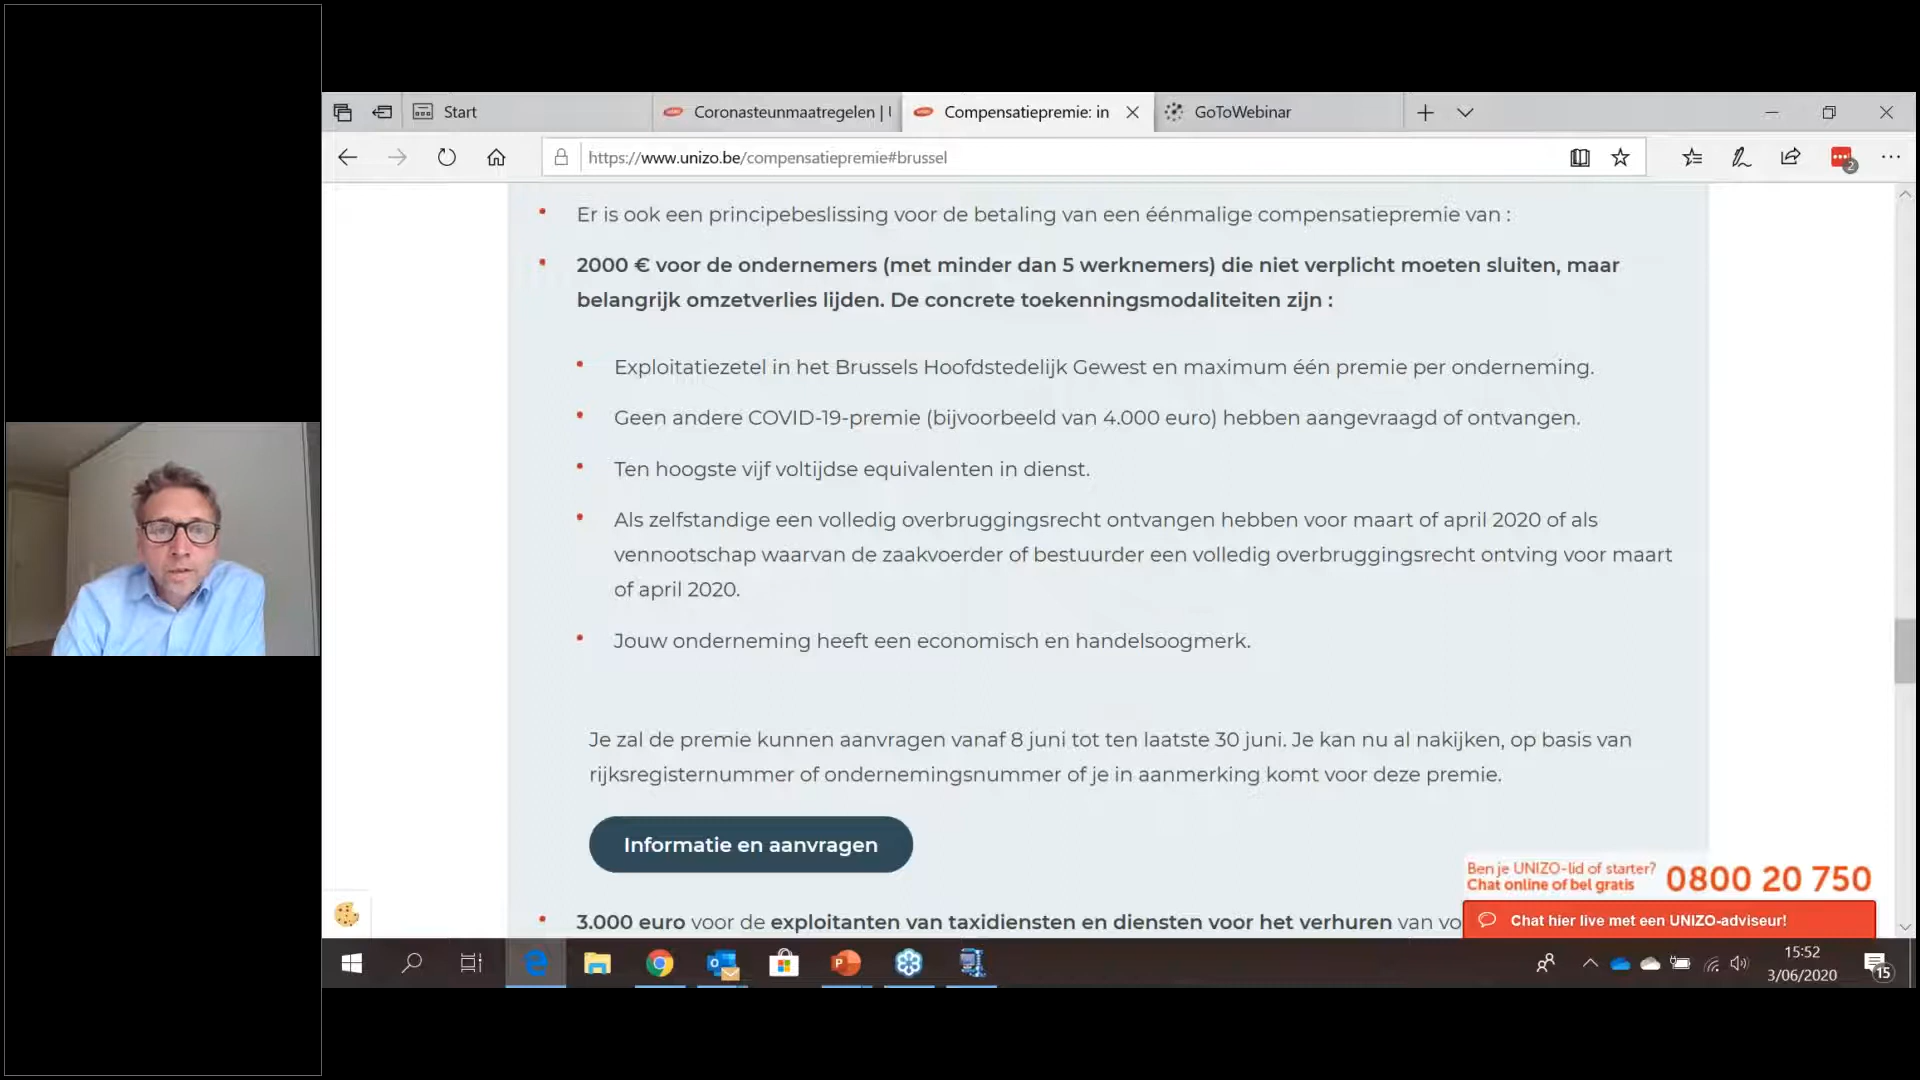 Start
Coronasteunmaatregelen |
Compensatiepremie: in
GoToWebinar
https://www.unizo.be/compensatiepremie#brussel
2
Er is ook een principebeslissing voor de betaling van een éénmalige compensatiepremie van :
2000 € voor de ondernemers (met minder dan 5 werknemers) die niet verplicht moeten sluiten, maar
belangrijk omzetverlies lijden. De concrete toekenningsmodaliteiten zijn :
Exploitatiezetel in het Brussels Hoofdstedelijk Gewest en maximum één premie per onderneming.
Geen andere COVID-19-premie (bijvoorbeeld van 4.000 euro) hebben aangevraagd of ontvangen.
Ten hoogste vijf voltijdse equivalenten in dienst.
Als zelfstandige een volledig overbruggingsrecht ontvangen hebben voor maart of april 2020 of als
vennootschap waarvan de zaakvoerder of bestuurder een volledig overbruggingsrecht ontving voor maart
of april 2020.
Jouw onderneming heeft een economisch en handelsoogmerk.
Je zal de premie kunnen aanvragen vanaf 8 juni tot ten laatste 30 juni. Je kan nu al nakijken, op basis van
rijksregisternummer of ondernemingsnummer of je in aanmerking komt voor deze premie.
Informatie en aanvragen
Ben je UNIZO-lid of starter?
Chat online of bel gratis
0800 20 750
3.000 euro voor de exploitanten van taxidiensten en diensten voor het verhuren van vo
Chat hier live met een UNIZO-adviseur!
15:52
3/06/2020
15